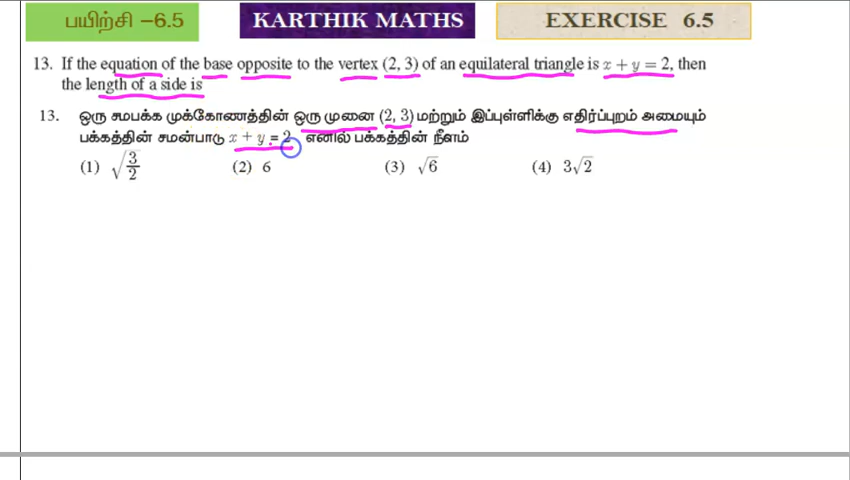 பயிற்சி –6.5
KARTHIK MATHS
EXERCISE 6.5
13. If the equation of the base opposite to the vertex (2, 3) of an equilateral triangle is x + y = 2, then
the length of a side is
13. ஒரு சமபக்க முக்கோணத்தின் ஒரு முனை (2, 3) மற்றும் இப்புள்ளிக்கு எதிர்ப்புறம் அமையும்
பக்கத்தின் சமன்பாடு x + y = 2 எனில் பக்கத்தின் நீளம்
(1) √3/2 (2) 6 (3) √6 (4) 3√2